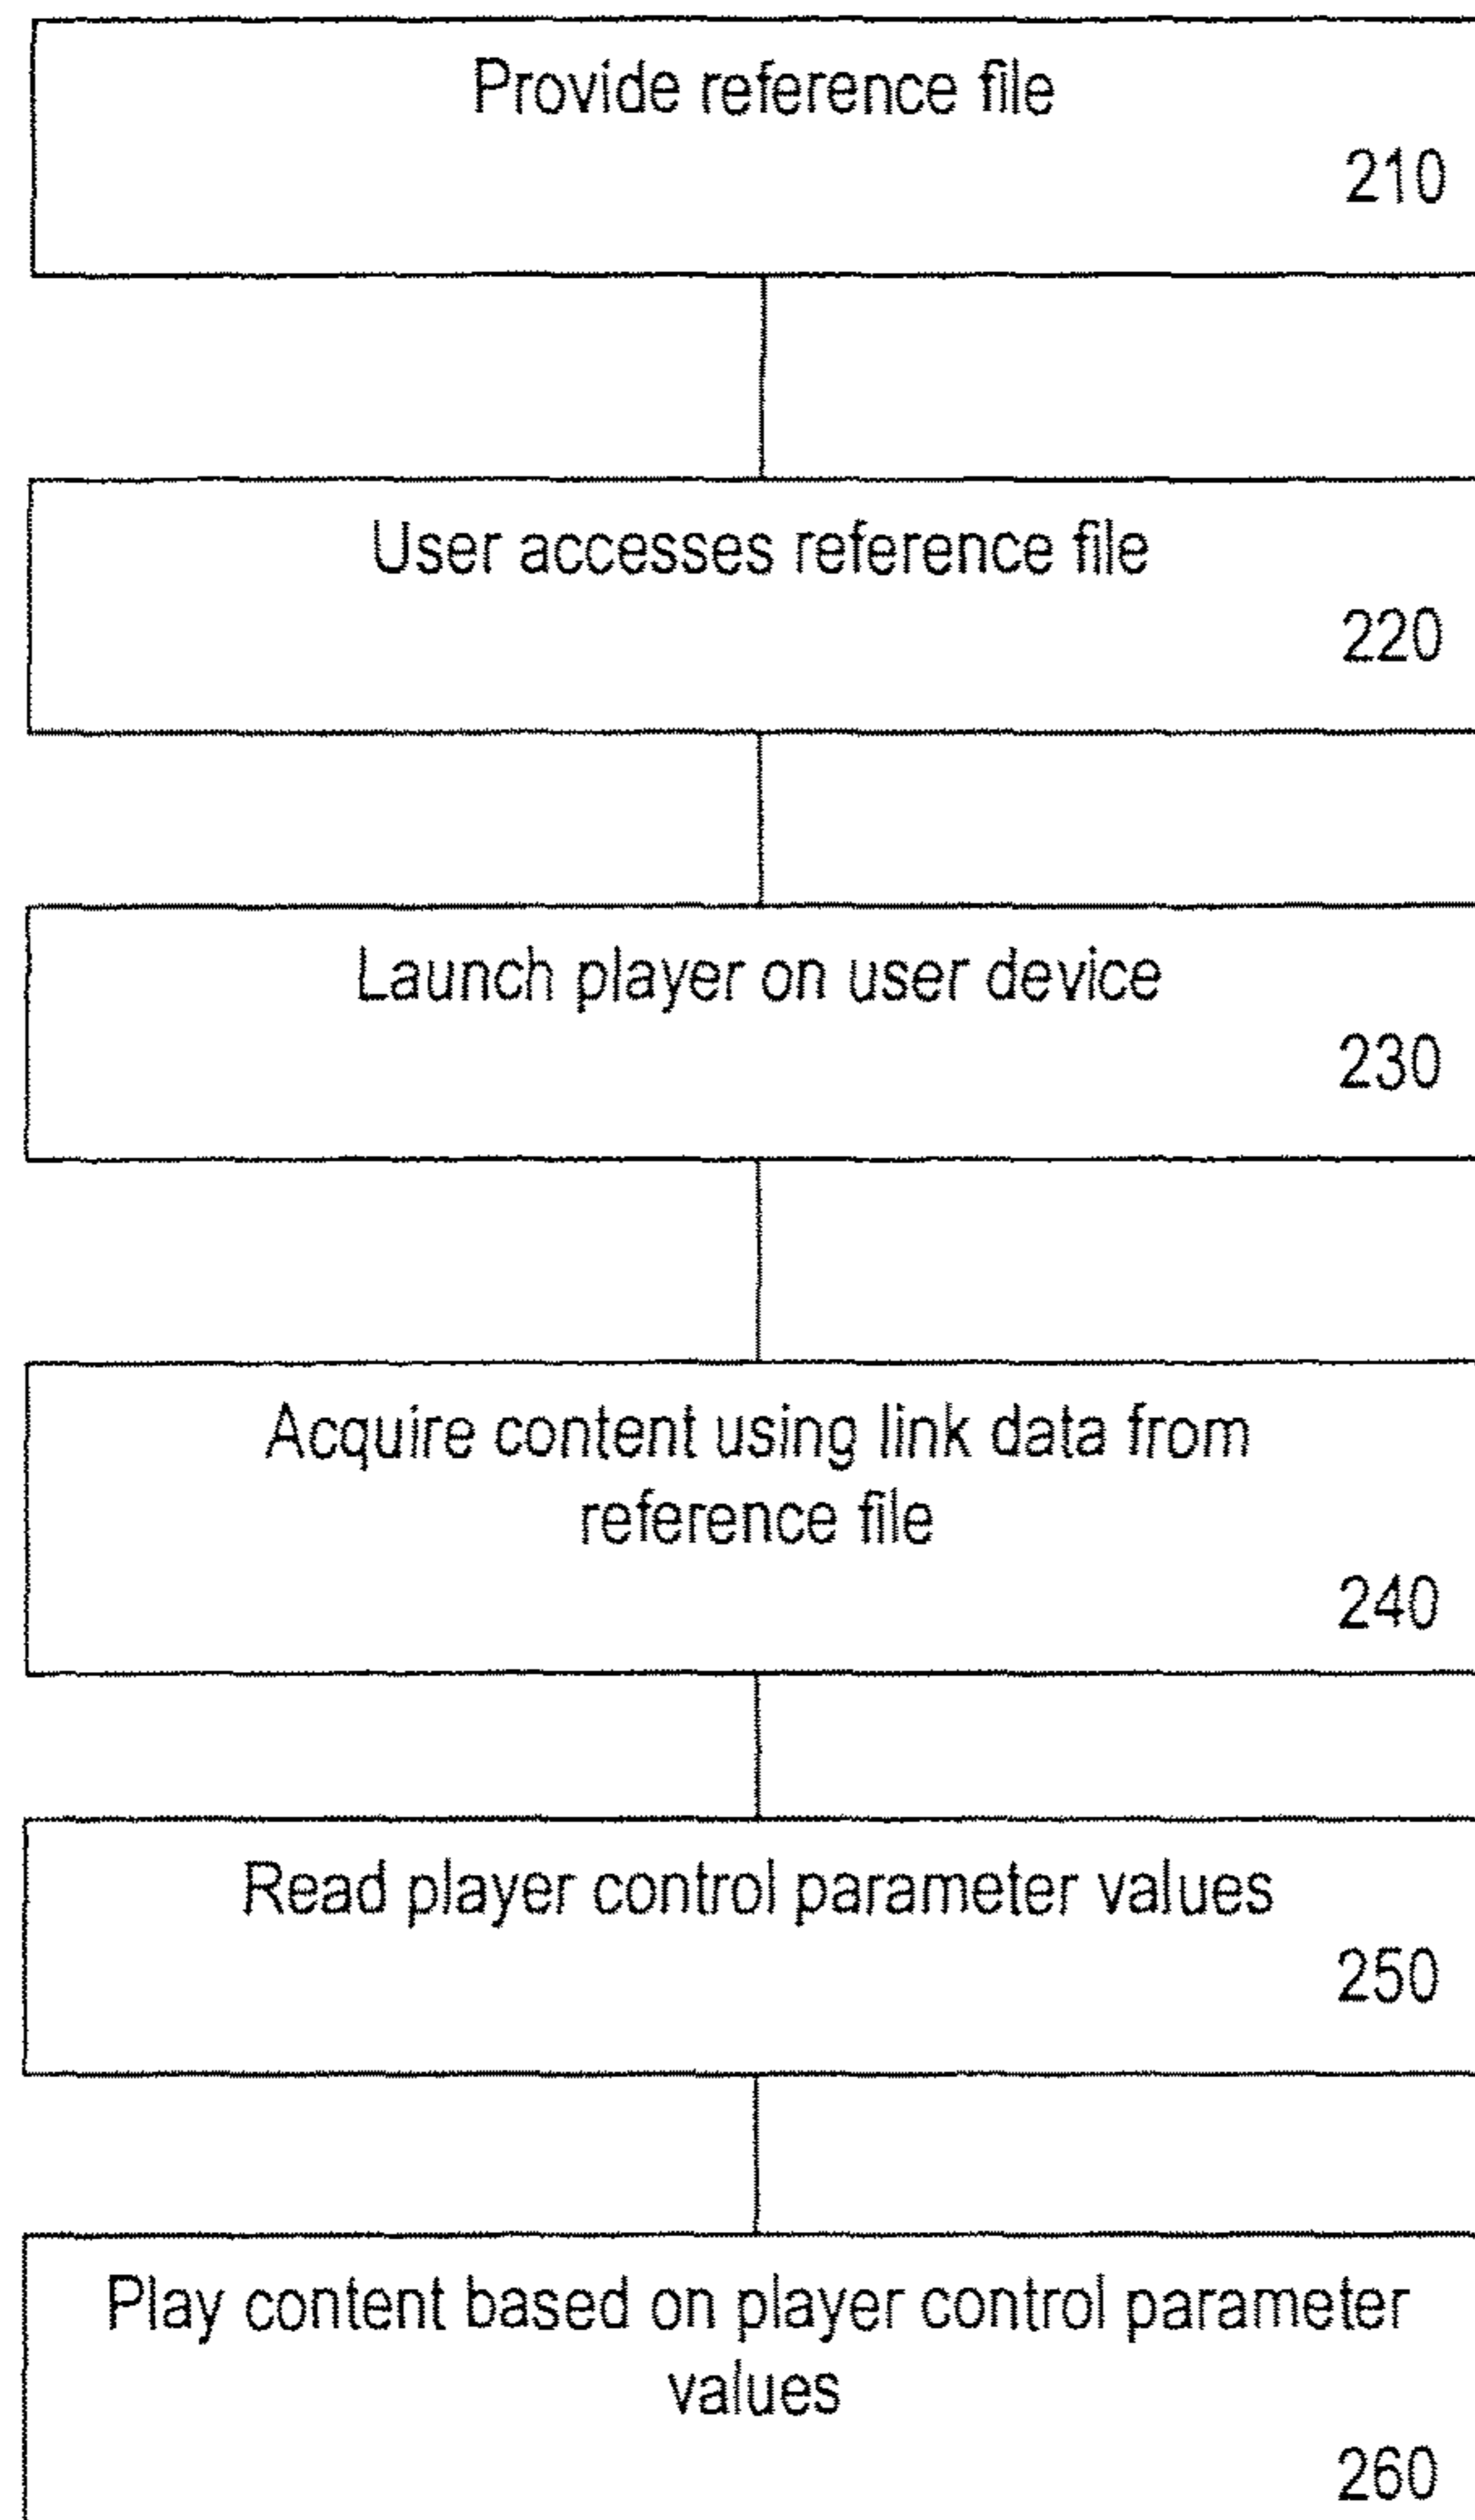 Provide reference file
210
User accesses reference file
220
Launch player on user device
230
Acquire content using link data from
reference file
240
Read player control parameter values
250
Play content based on player control parameter
values
260